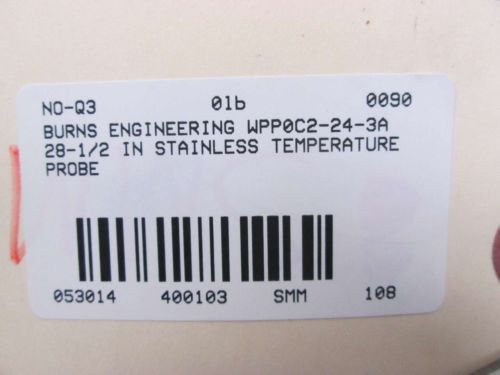 NO-Q3 01b 0090
BURNS ENGINEERING WPP0C2-24-3A
28-1/2 IN STAINLESS TEMPERATURE
PROBE
053014 400103 SMM 108